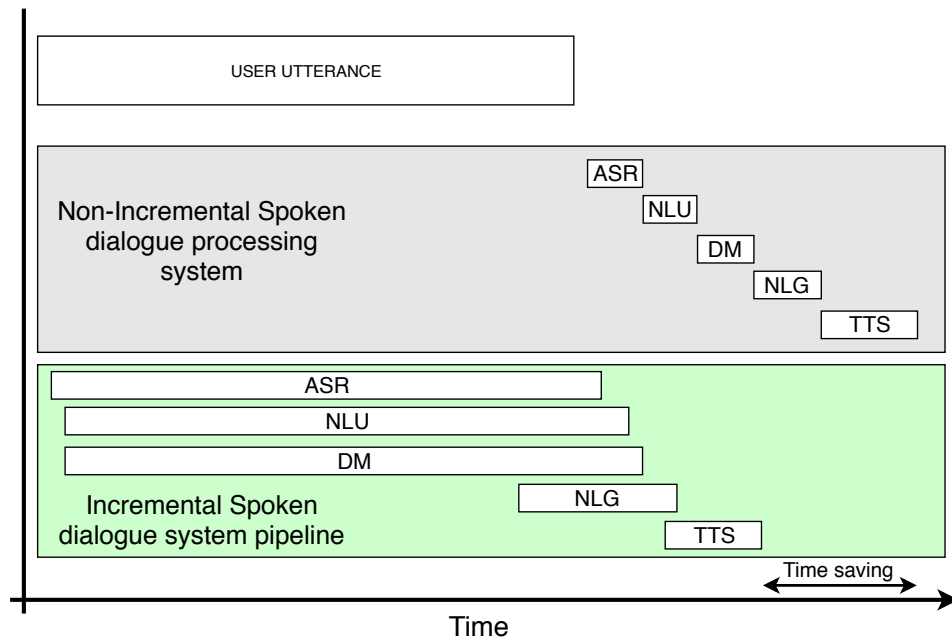 USER UTTERANCE
ASR
NLU
DM
NLG
TTS
Non-Incremental Spoken
dialogue processing
system
ASR
NLU
DM
NLG
TTS
Incremental Spoken
dialogue system pipeline
Time saving
Time